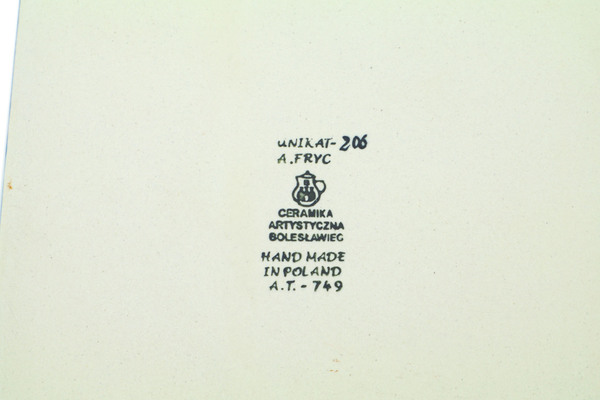 UNIKAT-206
A.FRYC
CERAMIKA
ARTYSTYCZNA
BOLESŁAWIEC
HAND MADE
IN POLAND
A.T. - 749